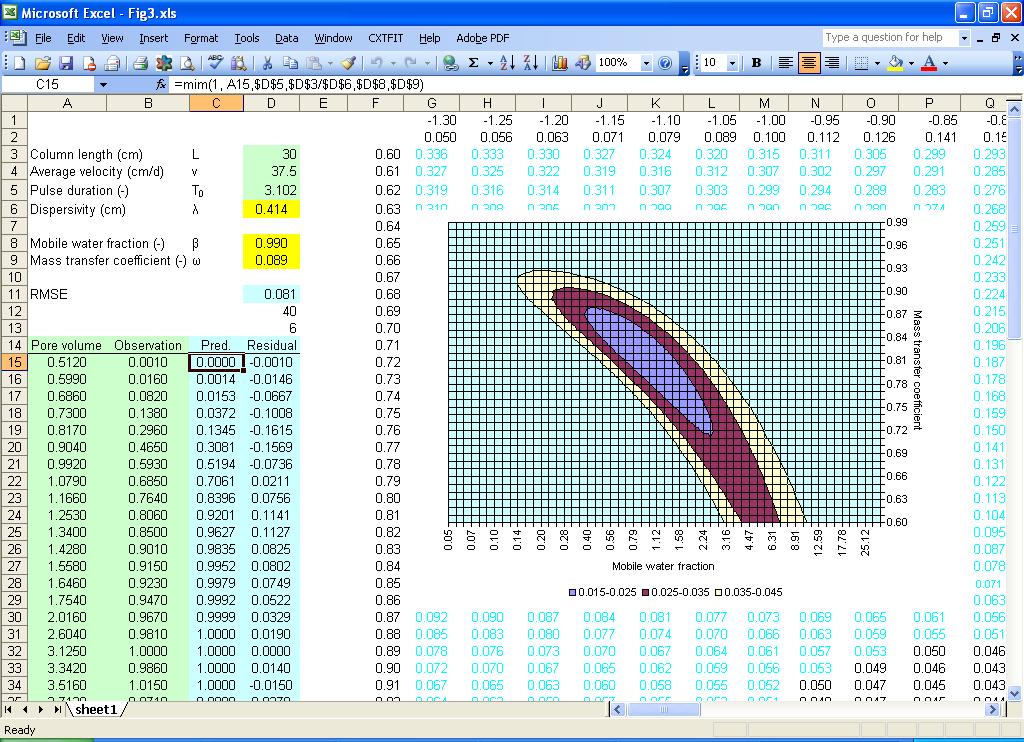 Microsoft Excel - Fig3.xls
File Edit View Insert Format Tools Data Window CXTFIT Help Adobe PDF Type a question for help
100% 10 B
C15 fx =mim(1, A15,$D$5,$D$3/$D$6,$D$8,$D$9)
A B C D E F G H I J K L M N O P Q
1 -1.30 -1.25 -1.20 -1.15 -1.10 -1.05 -1.00 -0.95 -0.90 -0.85 -0.8
2 0.050 0.056 0.063 0.071 0.079 0.089 0.100 0.112 0.126 0.141 0.15
3 Column length (cm) L 30 0.60 0.336 0.333 0.330 0.327 0.324 0.320 0.315 0.311 0.305 0.299 0.293
4 Average velocity (cm/d) v 37.5 0.61 0.327 0.325 0.322 0.319 0.316 0.312 0.307 0.302 0.297 0.291 0.285
5 Pulse duration (-) T0 3.102 0.62 0.319 0.316 0.314 0.311 0.307 0.303 0.299 0.294 0.289 0.283 0.276
6 Dispersivity (cm) λ 0.414 0.63 0.310 0.308 0.305 0.302 0.299 0.295 0.290 0.286 0.280 0.274 0.268
7 0.64 0.259
8 Mobile water fraction (-) β 0.990 0.65 0.251
9 Mass transfer coefficient (-) ω 0.089 0.66 0.242
10 0.67 0.233
11 RMSE 0.081 0.68 0.224
12 40 0.69 0.215
13 6 0.70 0.206
14 Pore volume Observation Pred. Residual 0.71 0.196
15 0.5120 0.0010 0.0000 -0.0010 0.72 0.187
16 0.5990 0.0160 0.0014 -0.0146 0.73 0.178
17 0.6860 0.0820 0.0153 -0.0667 0.74 0.168
18 0.7300 0.1380 0.0372 -0.1008 0.75 0.159
19 0.8170 0.2960 0.1345 -0.1615 0.76 0.150
20 0.9040 0.4650 0.3081 -0.1569 0.77 0.141
21 0.9920 0.5930 0.5194 -0.0736 0.78 0.131
22 1.0790 0.6850 0.7061 0.0211 0.79 0.122
23 1.1660 0.7640 0.8396 0.0756 0.80 0.113
24 1.2530 0.8060 0.9201 0.1141 0.81 0.104
25 1.3400 0.8500 0.9627 0.1127 0.82 0.095
26 1.4280 0.9010 0.9835 0.0825 0.83 0.087
27 1.5580 0.9150 0.9952 0.0802 0.84 0.078
28 1.6460 0.9230 0.9979 0.0749 0.85 0.071
29 1.7540 0.9470 0.9992 0.0522 0.86 0.063
30 2.0160 0.9670 0.9999 0.0329 0.87 0.092 0.090 0.087 0.084 0.081 0.077 0.073 0.069 0.065 0.061 0.056
31 2.6040 0.9810 1.0000 0.0190 0.88 0.085 0.083 0.080 0.077 0.074 0.070 0.066 0.063 0.059 0.055 0.051
32 3.1250 1.0000 1.0000 0.0000 0.89 0.078 0.076 0.073 0.070 0.067 0.064 0.061 0.057 0.053 0.050 0.046
33 3.3420 0.9860 1.0000 0.0140 0.90 0.072 0.070 0.067 0.065 0.062 0.059 0.056 0.053 0.049 0.046 0.043
34 3.5160 1.0150 1.0000 -0.0150 0.91 0.067 0.065 0.063 0.060 0.058 0.055 0.052 0.050 0.047 0.045 0.043
0.99
0.96
0.93
0.90
0.87
0.84
0.81
0.78
0.75
0.72
0.69
0.66
0.63
0.60
Mass transfer coefficient
0.05 0.07 0.10 0.14 0.20 0.28 0.40 0.56 0.79 1.12 1.58 2.24 3.16 4.47 6.31 8.91 12.59 17.78 25.12
Mobile water fraction
0.015-0.025 0.025-0.035 0.035-0.045
sheet1
Ready